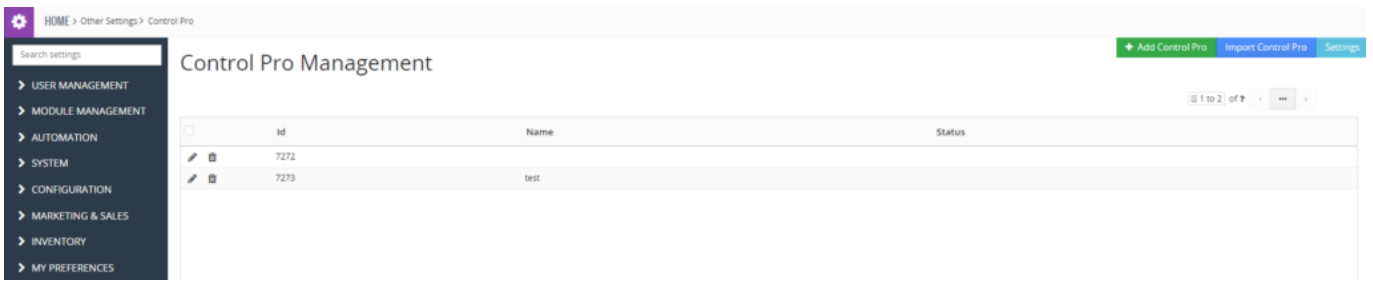 HOME > Other Settings > Control Pro
Search settings
USER MANAGEMENT
MODULE MANAGEMENT
AUTOMATION
SYSTEM
CONFIGURATION
MARKETING & SALES
INVENTORY
MY PREFERENCES
Control Pro Management
+ Add Control Pro Import Control Pro Settings
1 to 2 of ? ‹ ... ›
Id Name Status
7272
7273 test